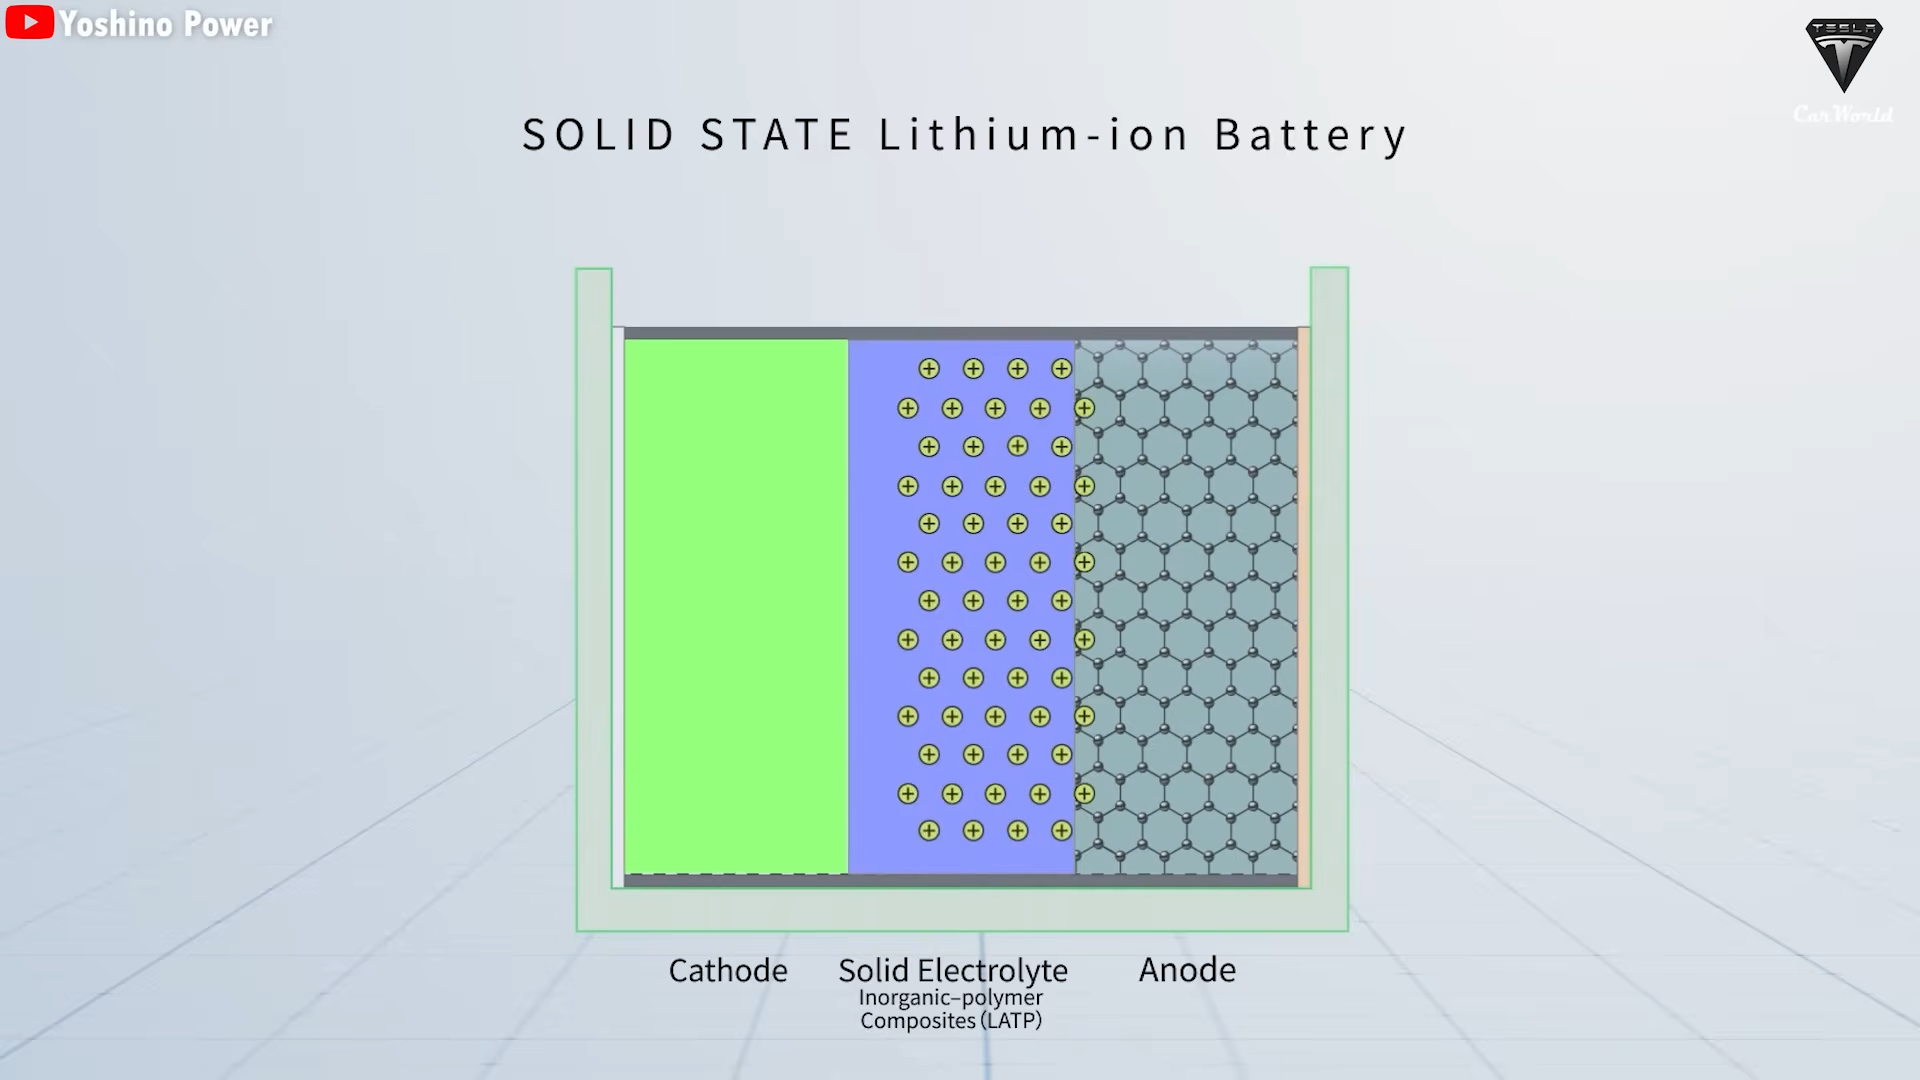 Yoshino Power
TESLA
Car World
SOLID STATE Lithium-ion Battery
Cathode
Solid Electrolyte
Anode
Inorganic–polymer
Composites (LATP)